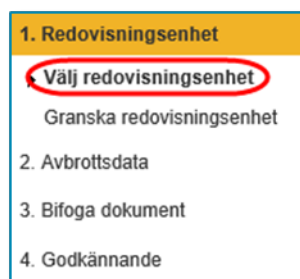 1. Redovisningsenhet
Välj redovisningsenhet
Granska redovisningsenhet
2. Avbrottsdata
3. Bifoga dokument
4. Godkännande